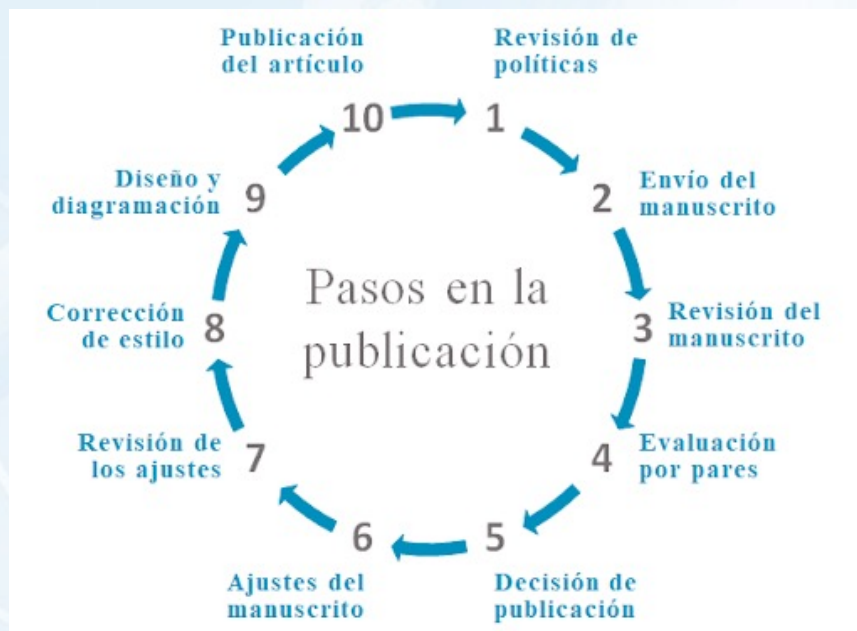 Pasos en la
publicación
1
Revisión de
políticas
2
Envío del
manuscrito
3
Revisión del
manuscrito
4
Evaluación
por pares
5
Decisión de
publicación
6
Ajustes del
manuscrito
7
Revisión de
los ajustes
8
Corrección
de estilo
9
Diseño y
diagramación
10
Publicación
del artículo